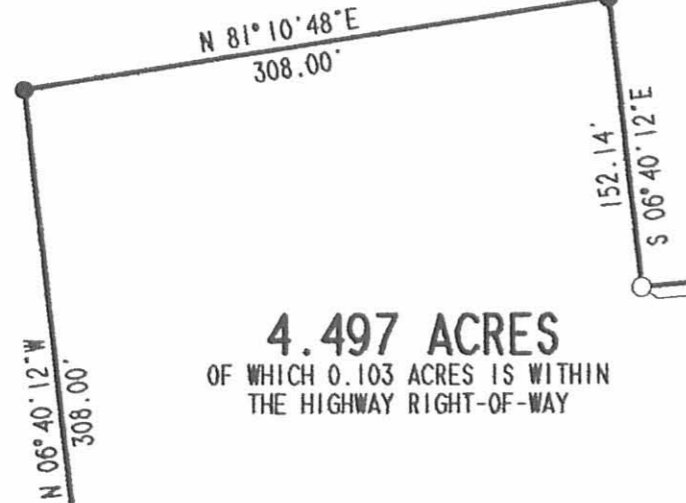 N 81°10'48"E
308.00'
152.14'
S 06°40'12"E
4.497 ACRES
OF WHICH 0.103 ACRES IS WITHIN
THE HIGHWAY RIGHT-OF-WAY
N 06°40'12"W
308.00'